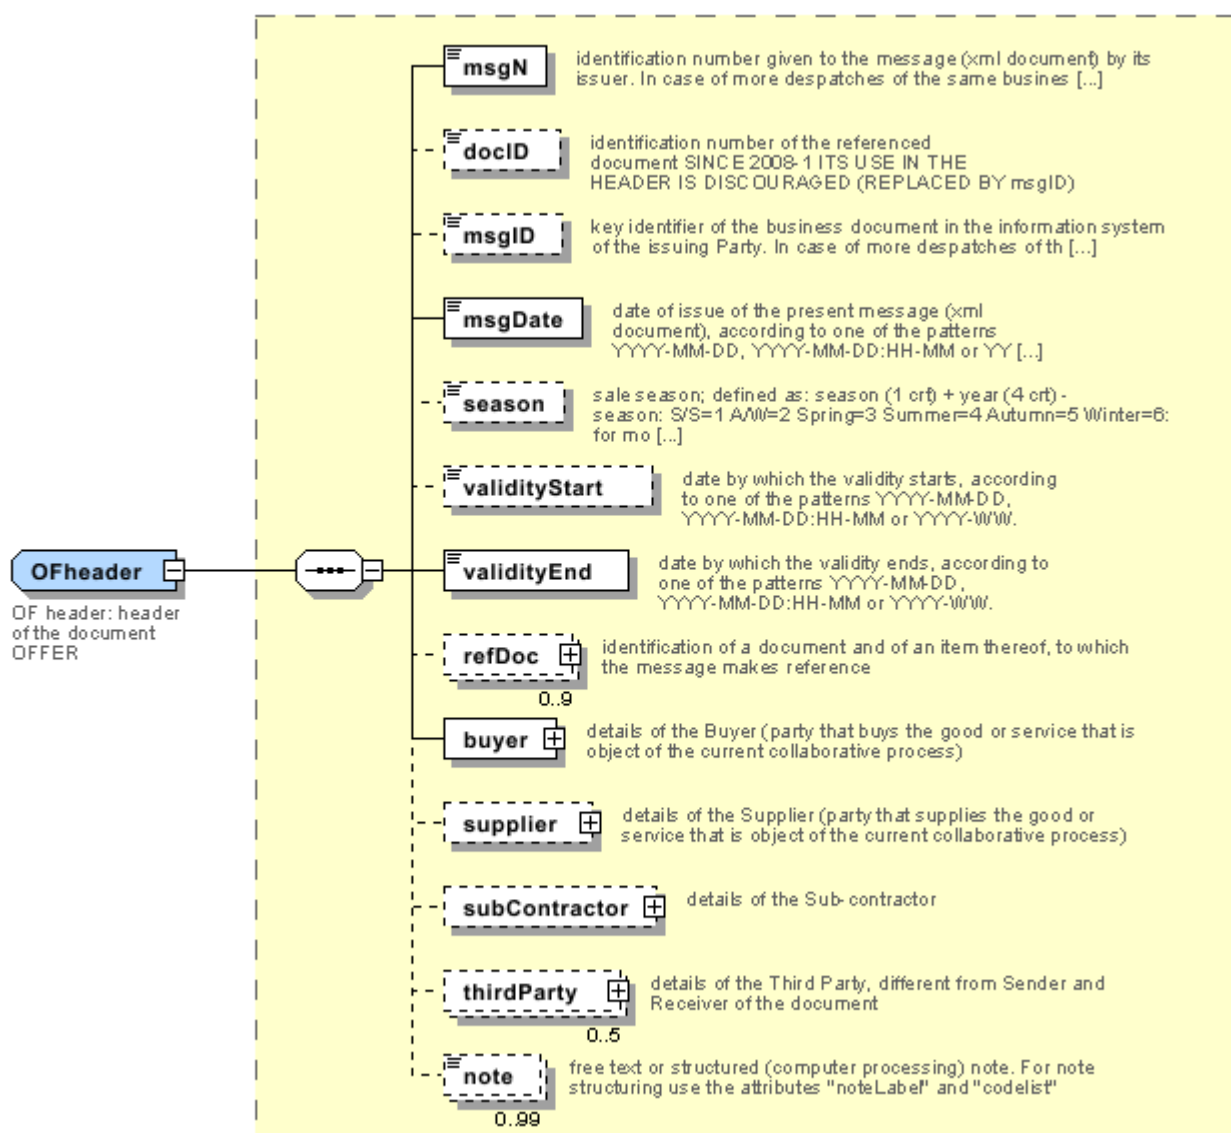 msgN
identification number given to the message (xml document) by its
issuer. In case of more despatches of the same busines [...]
docID
identification number of the referenced
document SINCE 2008-1 ITS USE IN THE
HEADER IS DISCOURAGED (REPLACED BY msgID)
msgID
key identifier of the business document in the information system
of the issuing Party. In case of more despatches of th [...]
msgDate
date of issue of the present message (xml
document), according to one of the patterns
YYYY-MM-DD, YYYY-MM-DD:HH-MM or YY [...]
season
sale season; defined as: season (1 crt) + year (4 crt) -
season: S/S=1 A/W=2 Spring=3 Summer=4 Autumn=5 Winter=6:
for mo [...]
validityStart
date by which the validity starts, according
to one of the patterns YYYY-MM-DD,
YYYY-MM-DD:HH-MM or YYYY-WW.
OFheader
OF header: header
of the document
OFFER
validityEnd
date by which the validity ends, according to
one of the patterns YYYY-MM-DD,
YYYY-MM-DD:HH-MM or YYYY-WW.
refDoc
identification of a document and of an item thereof, to which
the message makes reference
0..9
buyer
details of the Buyer (party that buys the good or service that is
object of the current collaborative process)
supplier
details of the Supplier (party that supplies the good or
service that is object of the current collaborative process)
subContractor
details of the Sub-contractor
thirdParty
details of the Third Party, different from Sender and
Receiver of the document
0..5
note
free text or structured (computer processing) note. For note
structuring use the attributes "noteLabel" and "codelist"
0..99